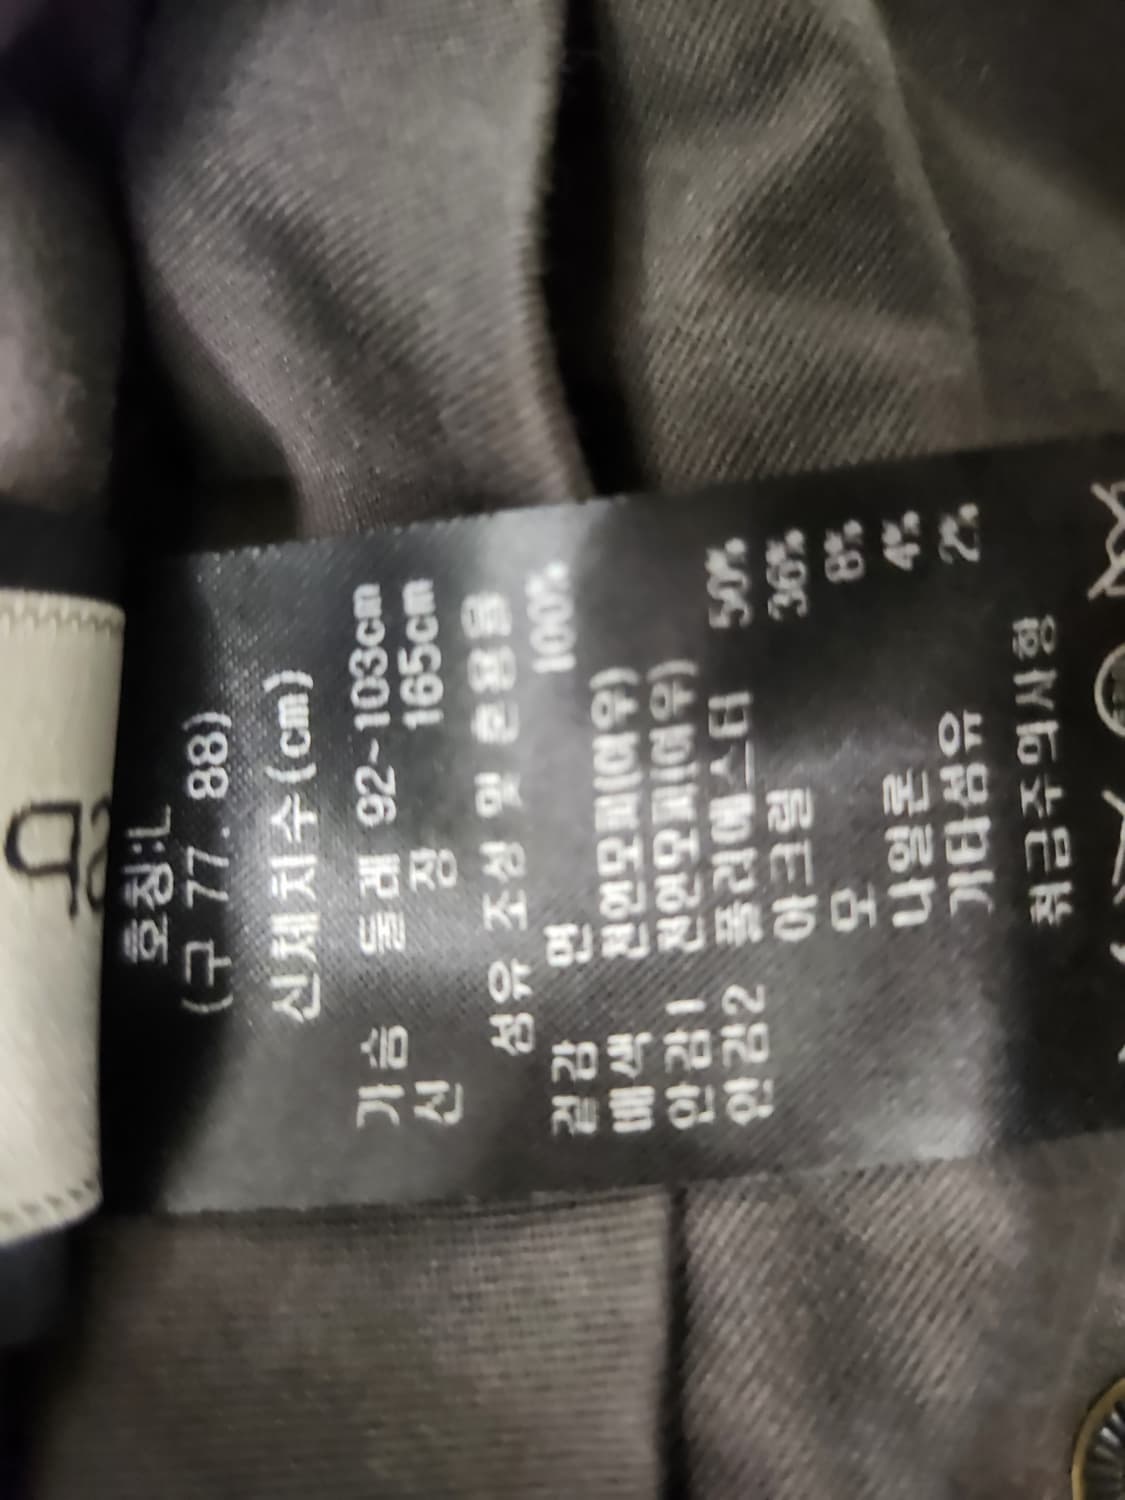 호칭:L
(구 77. 88)
신체치수(cm)
가슴 둘레 92~103cm
신 장 165cm
섬유 조성 및 혼용율
겉감 면 100%
배색 천연모피(여우)
안감1 천연모피(여우)
안감2 폴리에스터 50%
아크릴 36%
모 8%
나일론 4%
기타섬유 2%
취급주의사항